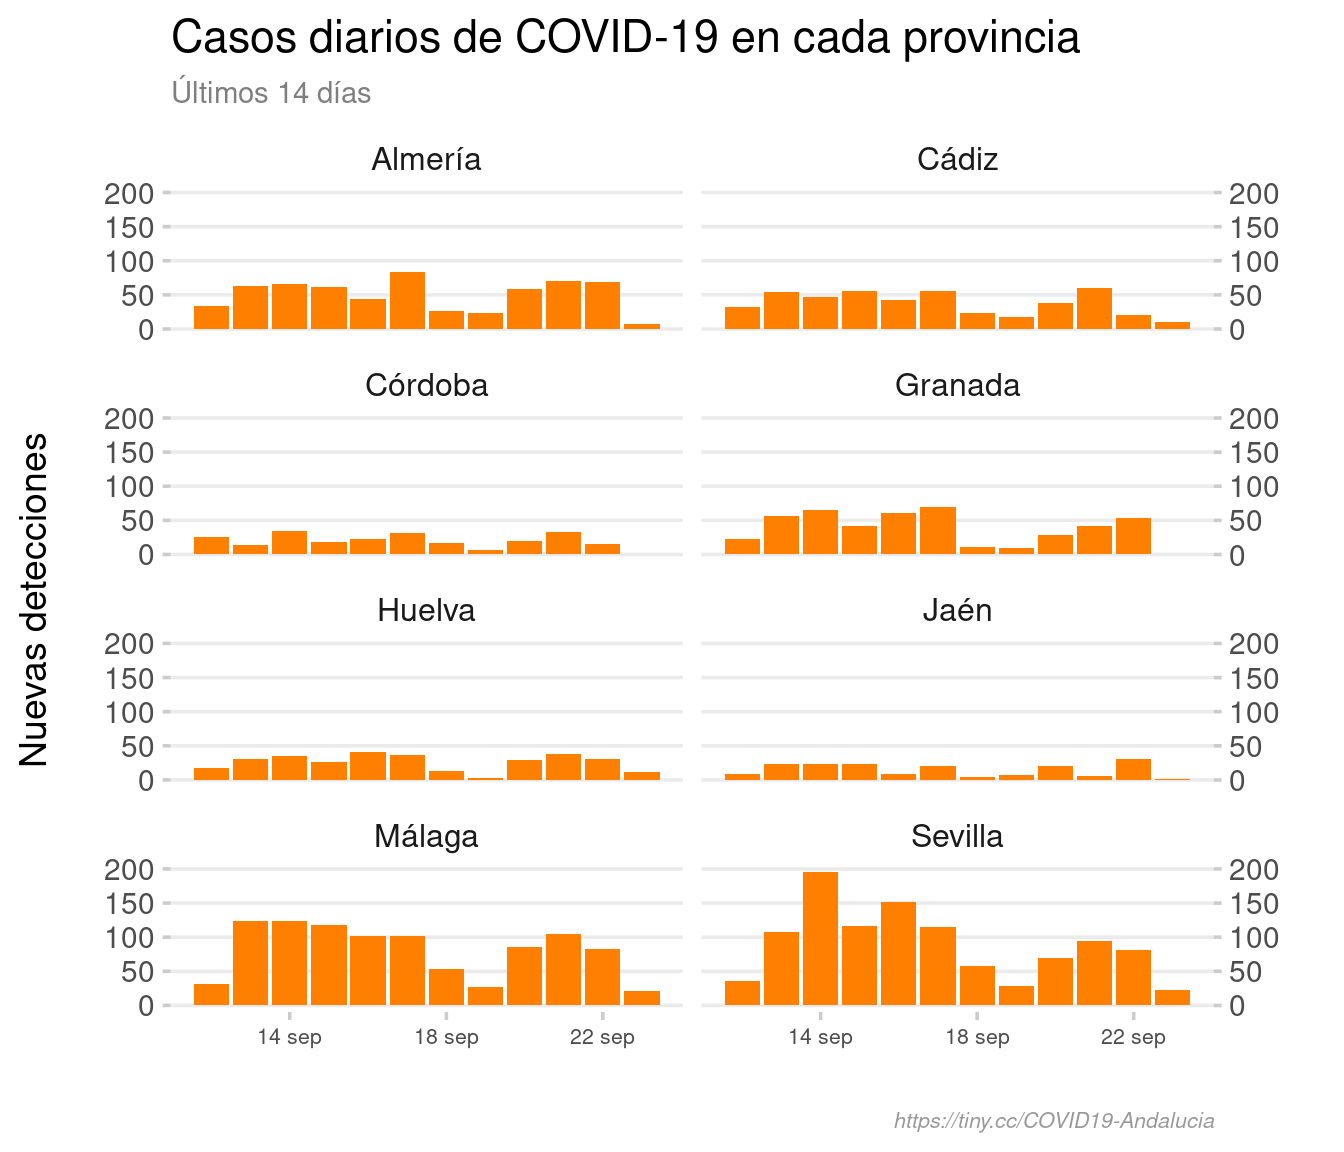 Casos diarios de COVID-19 en cada provincia
Últimos 14 días
Nuevas detecciones
Almería
Cádiz
200
150
100
50
0
200
150
100
50
0
Córdoba
Granada
200
150
100
50
0
200
150
100
50
0
Huelva
Jaén
200
150
100
50
0
200
150
100
50
0
Málaga
Sevilla
200
150
100
50
0
200
150
100
50
0
14 sep 18 sep 22 sep
14 sep 18 sep 22 sep
https://tiny.cc/COVID19-Andalucia